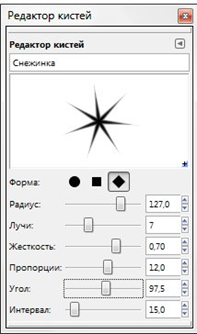 Редактор кистей
Редактор кистей
Снежинка
Форма:
Радиус: 127,0
Лучи: 7
Жесткость: 0,70
Пропорции: 12,0
Угол: 97,5
Интервал: 15,0